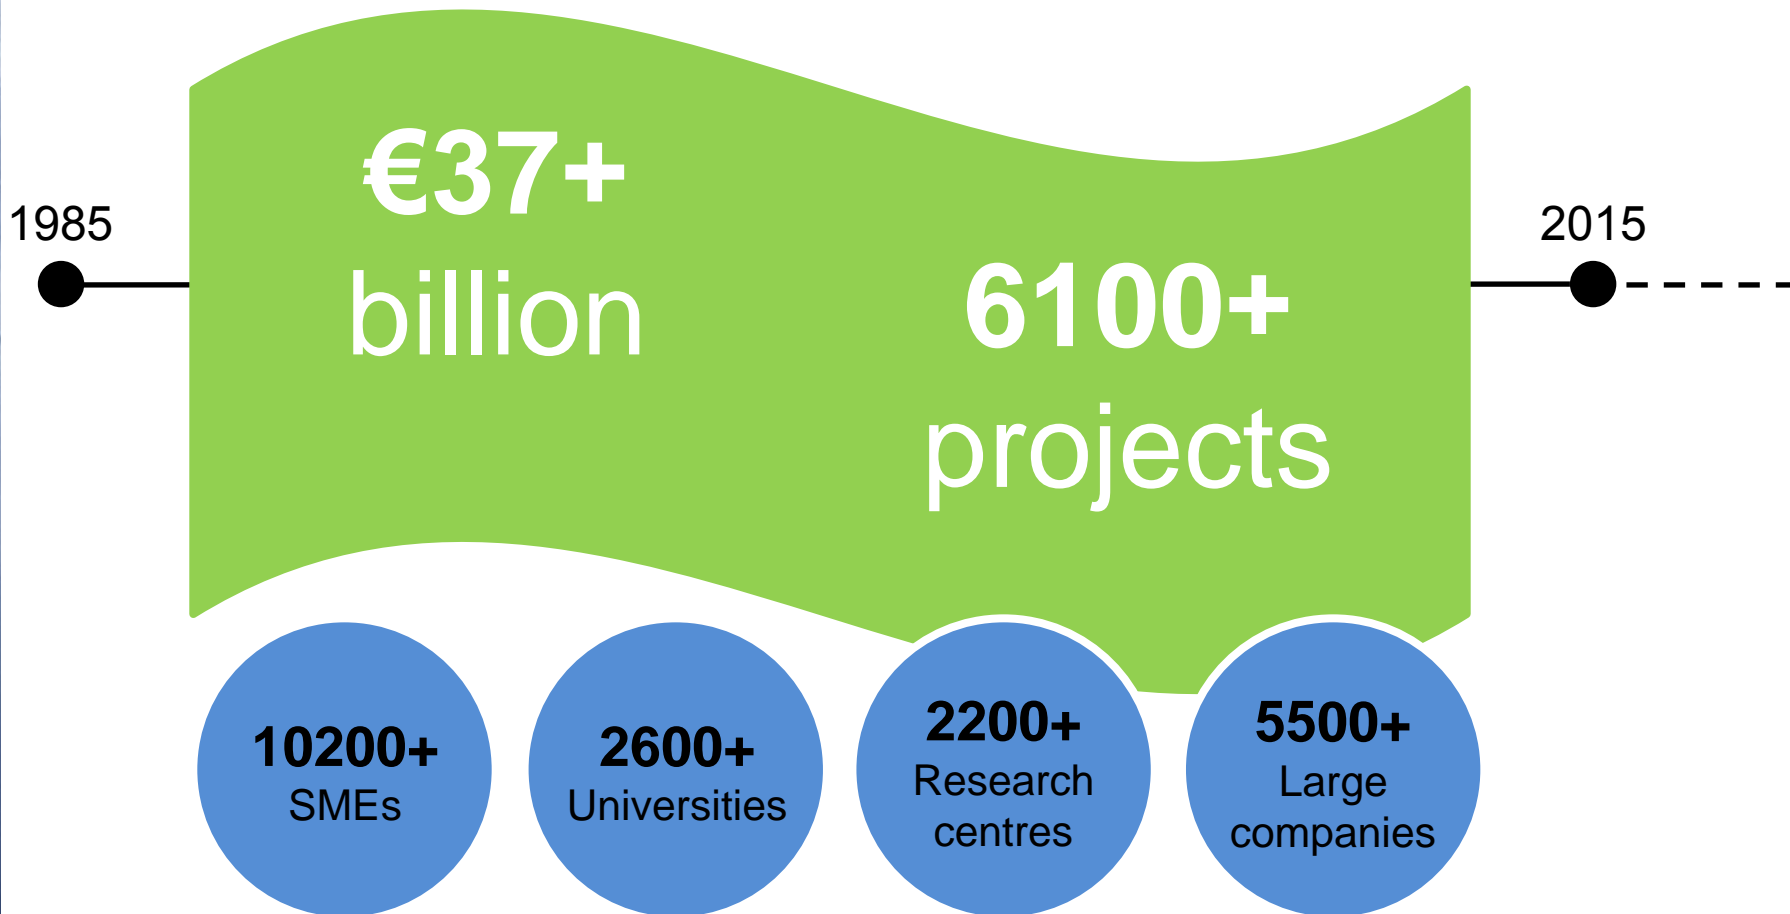 €37+
billion
1985
2015
6100+
projects
10200+
SMEs
2600+
Universities
2200+
Research
centres
5500+
Large
companies